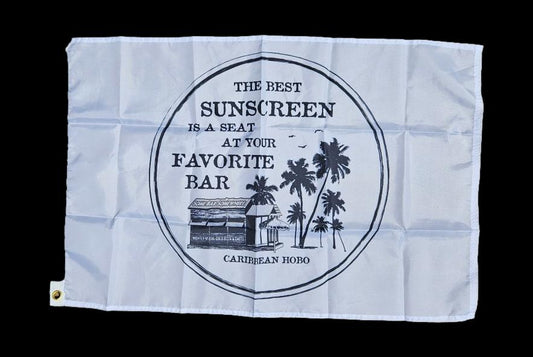 THE BEST
SUNSCREEN
IS A SEAT
AT YOUR
FAVORITE
BAR
CARIBBEAN HOBO